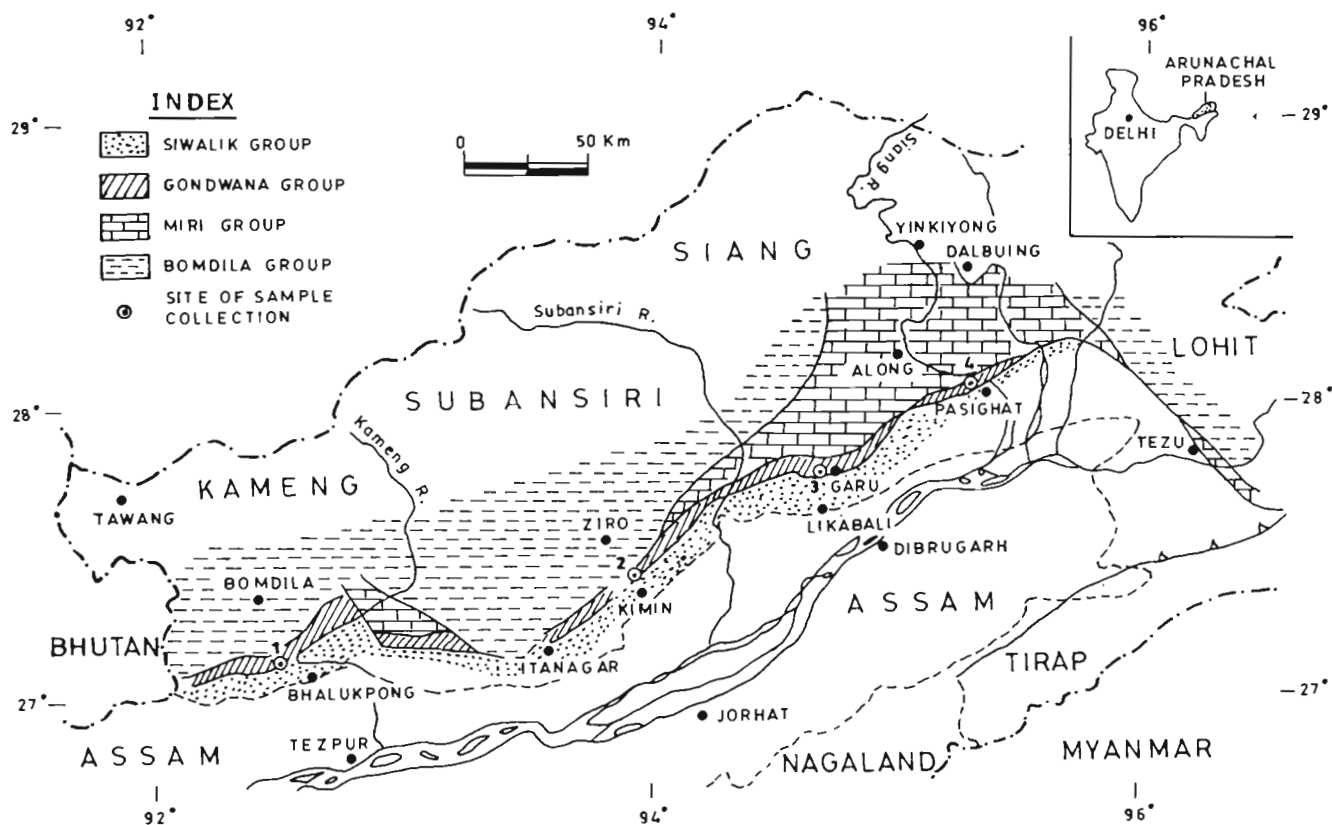 92°
94°
96°
INDEX
SIWALIK GROUP
GONDWANA GROUP
MIRI GROUP
BOMDILA GROUP
SITE OF SAMPLE
COLLECTION
0 50 Km
ARUNACHAL
PRADESH
DELHI
29°
29°
Siang R.
YINKIYONG
DALBUING
SIANG
Subansiri R.
LOHIT
ALONG
4
PASIGHAT
28°
28°
SUBANSIRI
Kameng R.
TEZU
KAMENG
TAWANG
3 GARU
LIKABALI
ZIRO
DIBRUGARH
2
KIMIN
BOMDILA
ASSAM
BHUTAN
1
ITANAGAR
TIRAP
BHALUKPONG
27°
27°
JORHAT
TEZPUR
ASSAM
NAGALAND
MYANMAR
92°
94°
96°